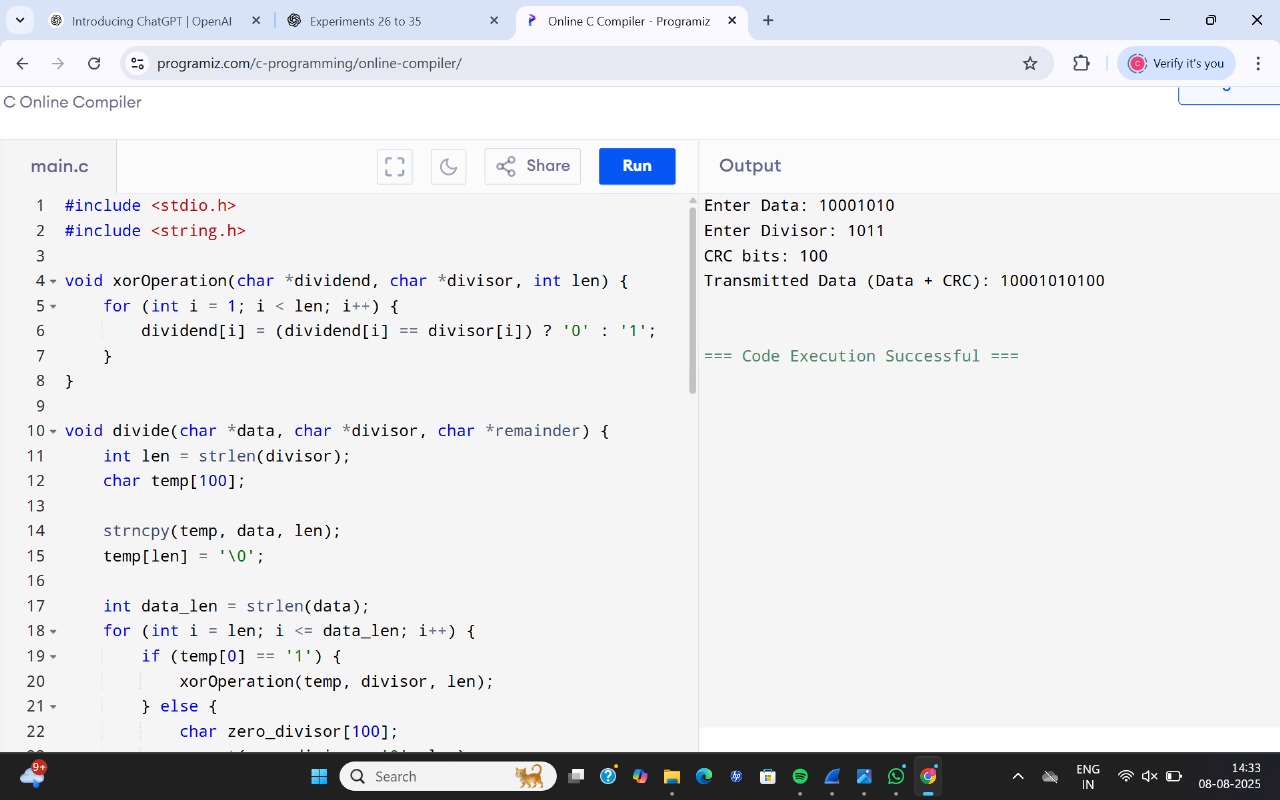 Introducing ChatGPT | OpenAI
Experiments 26 to 35
Online C Compiler - Programiz
programiz.com/c-programming/online-compiler/
Verify it's you
C Online Compiler
main.c
Share
Run
Output
1 #include <stdio.h>
2 #include <string.h>
3
4 void xorOperation(char *dividend, char *divisor, int len) {
5 for (int i = 1; i < len; i++) {
6 dividend[i] = (dividend[i] == divisor[i]) ? '0' : '1';
7 }
8 }
9
10 void divide(char *data, char *divisor, char *remainder) {
11 int len = strlen(divisor);
12 char temp[100];
13
14 strncpy(temp, data, len);
15 temp[len] = '\0';
16
17 int data_len = strlen(data);
18 for (int i = len; i <= data_len; i++) {
19 if (temp[0] == '1') {
20 xorOperation(temp, divisor, len);
21 } else {
22 char zero_divisor[100];
Enter Data: 10001010
Enter Divisor: 1011
CRC bits: 100
Transmitted Data (Data + CRC): 10001010100
=== Code Execution Successful ===
9+
Search
ENG
IN
14:33
08-08-2025